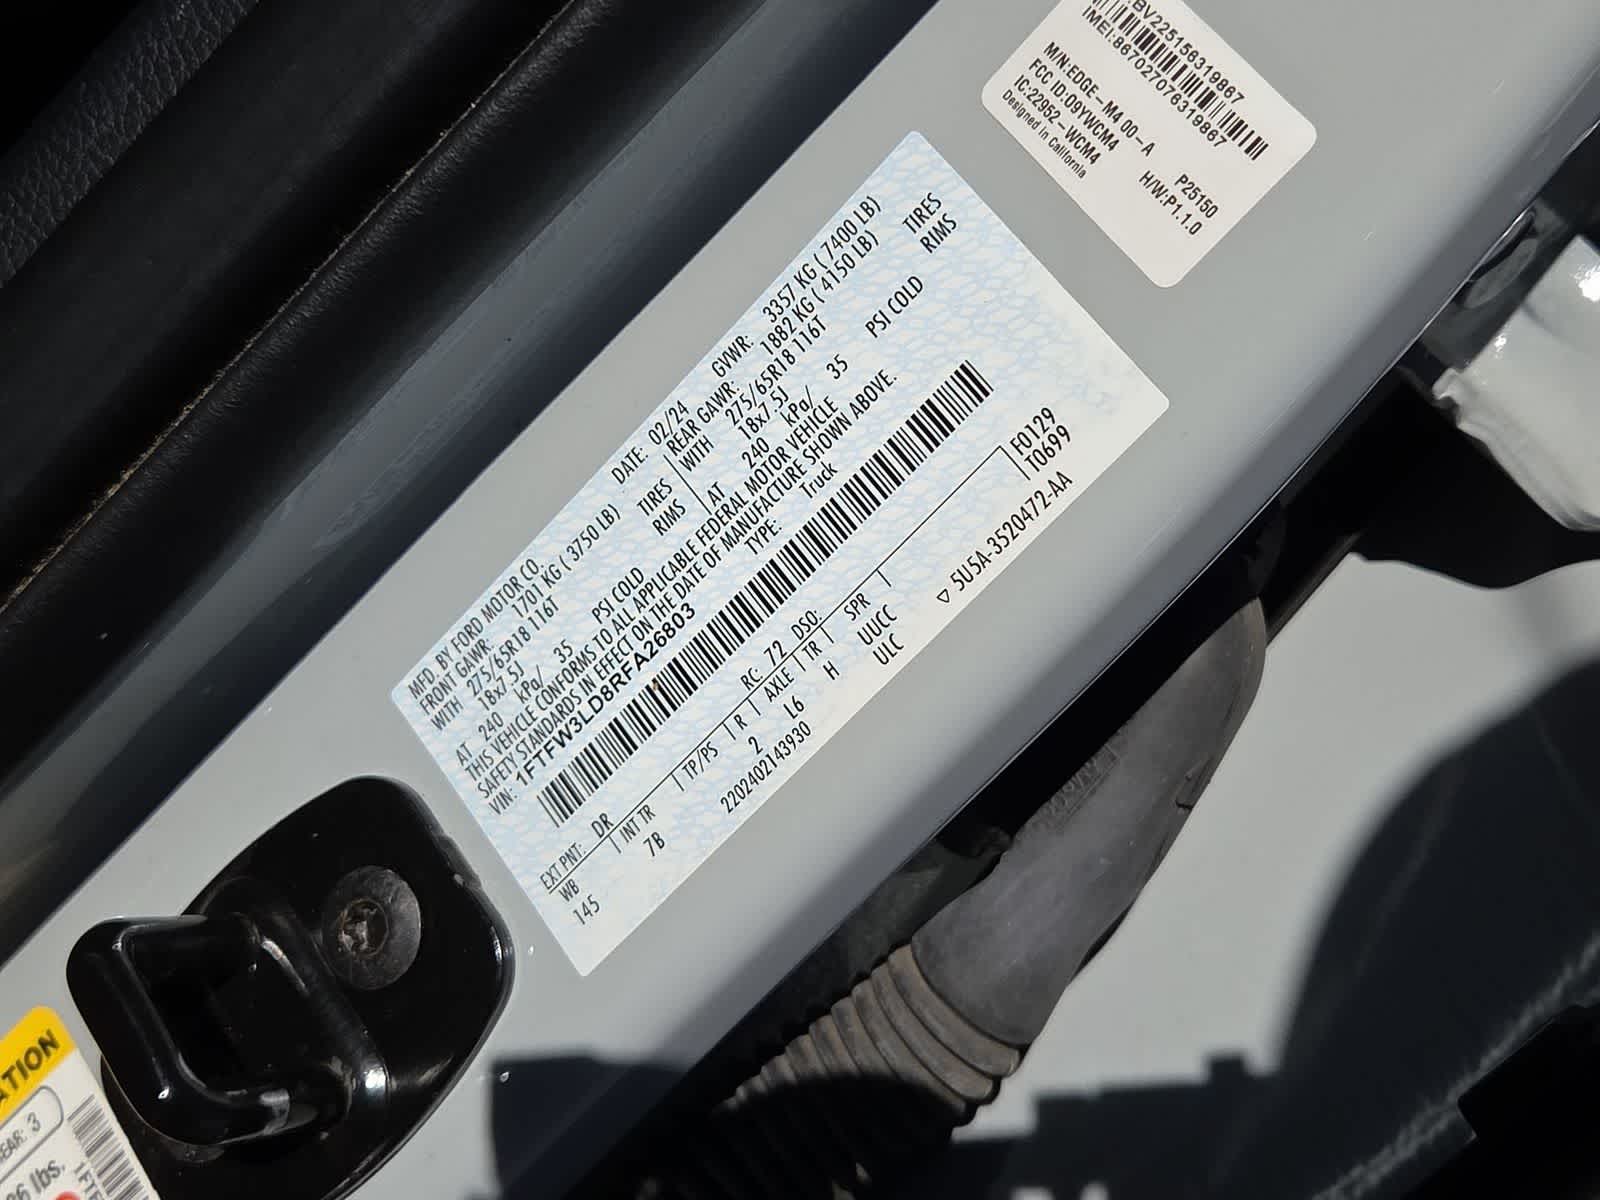 BV225156319867
IMEI:867027076319867
M/N:EDGE-M4 00-A P25150
FCC ID:09YWCM4 H/W:P1.1.0
IC:22952-WCM4
Designed in California
MFD. BY FORD MOTOR CO. DATE: 02/24 GVWR: 3357 KG ( 7400 LB)
FRONT GAWR: 1701 KG ( 3750 LB) REAR GAWR: 1882 KG ( 4150 LB)
WITH 275/65R18 116T TIRES WITH 275/65R18 116T TIRES
18x7.5J RIMS 18x7.5J RIMS
AT 240 kPa/ 35 PSI COLD AT 240 kPa/ 35 PSI COLD
THIS VEHICLE CONFORMS TO ALL APPLICABLE FEDERAL MOTOR VEHICLE
SAFETY STANDARDS IN EFFECT ON THE DATE OF MANUFACTURE SHOWN ABOVE.
VIN: 1FTFW3LD8RFA26803 TYPE: Truck
EXT PNT: DR RC: 72 DSO: F0129
WB INT TR TP/PS R AXLE TR SPR T0699
145 7B 2 L6 H UUCC
2202402143930 ULC ▽ 5U5A-3520472-AA
ATION
EAR: 3
6 lbs.